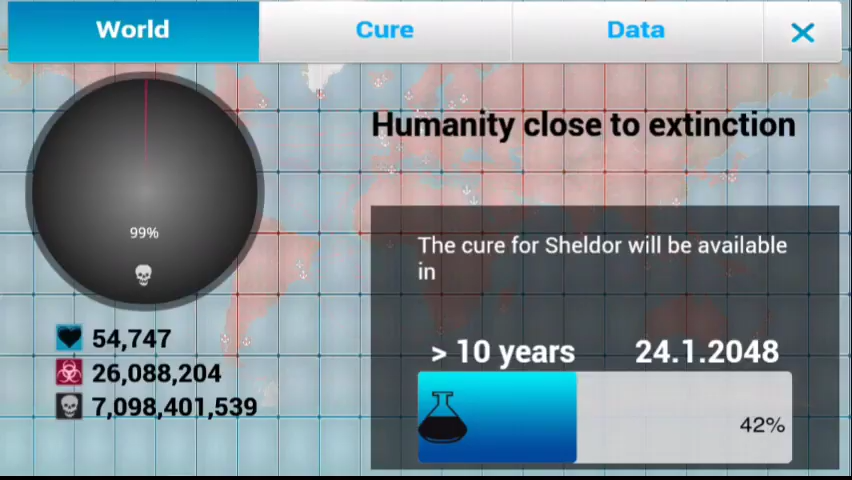 World
Cure
Data
Humanity close to extinction
99%
The cure for Sheldor will be available
in
54,747
26,088,204
7,098,401,539
> 10 years
24.1.2048
42%